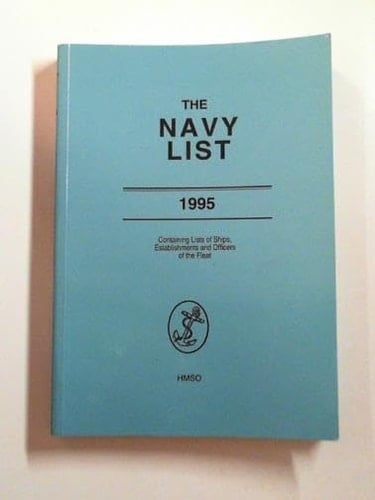 THE
NAVY
LIST
1995
Containing Lists of Ships,
Establishments and Officers
of the Fleet
HMSO